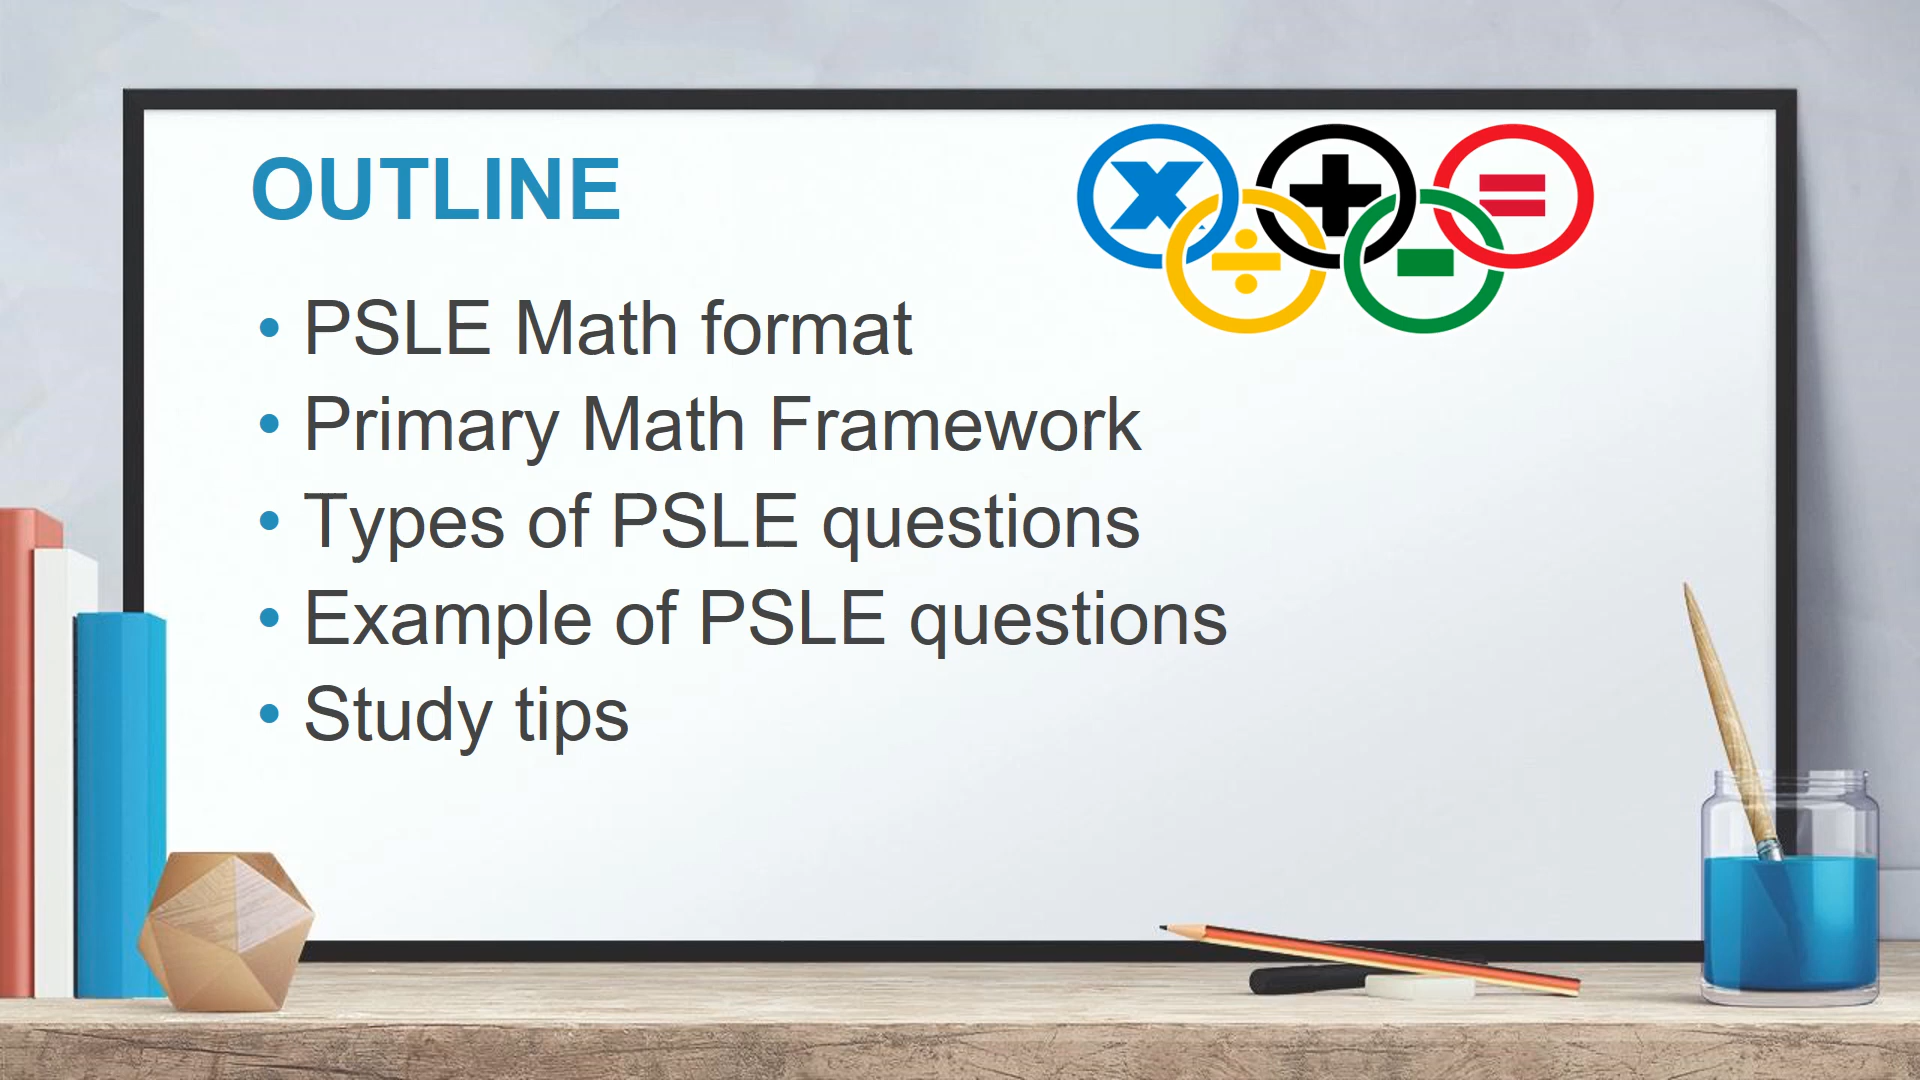 OUTLINE
• PSLE Math format
• Primary Math Framework
• Types of PSLE questions
• Example of PSLE questions
• Study tips
x + =
÷ -